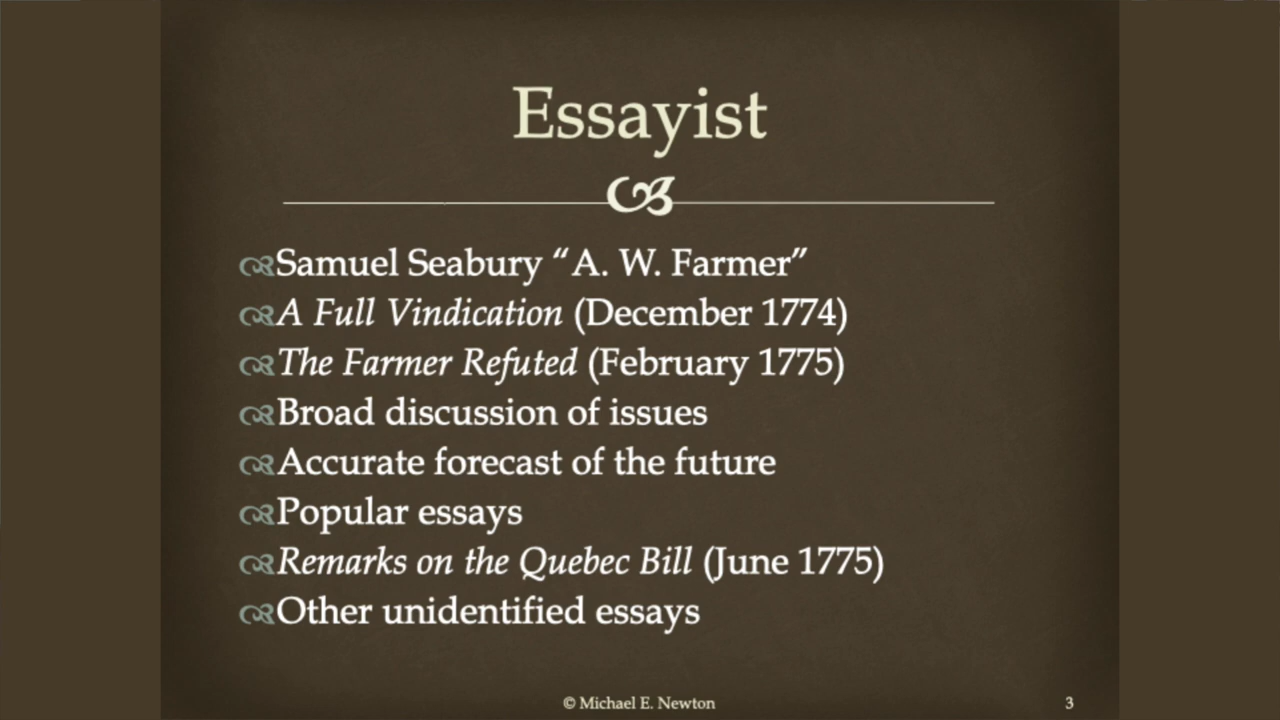 Essayist
Samuel Seabury “A. W. Farmer”
A Full Vindication (December 1774)
The Farmer Refuted (February 1775)
Broad discussion of issues
Accurate forecast of the future
Popular essays
Remarks on the Quebec Bill (June 1775)
Other unidentified essays
© Michael E. Newton
3